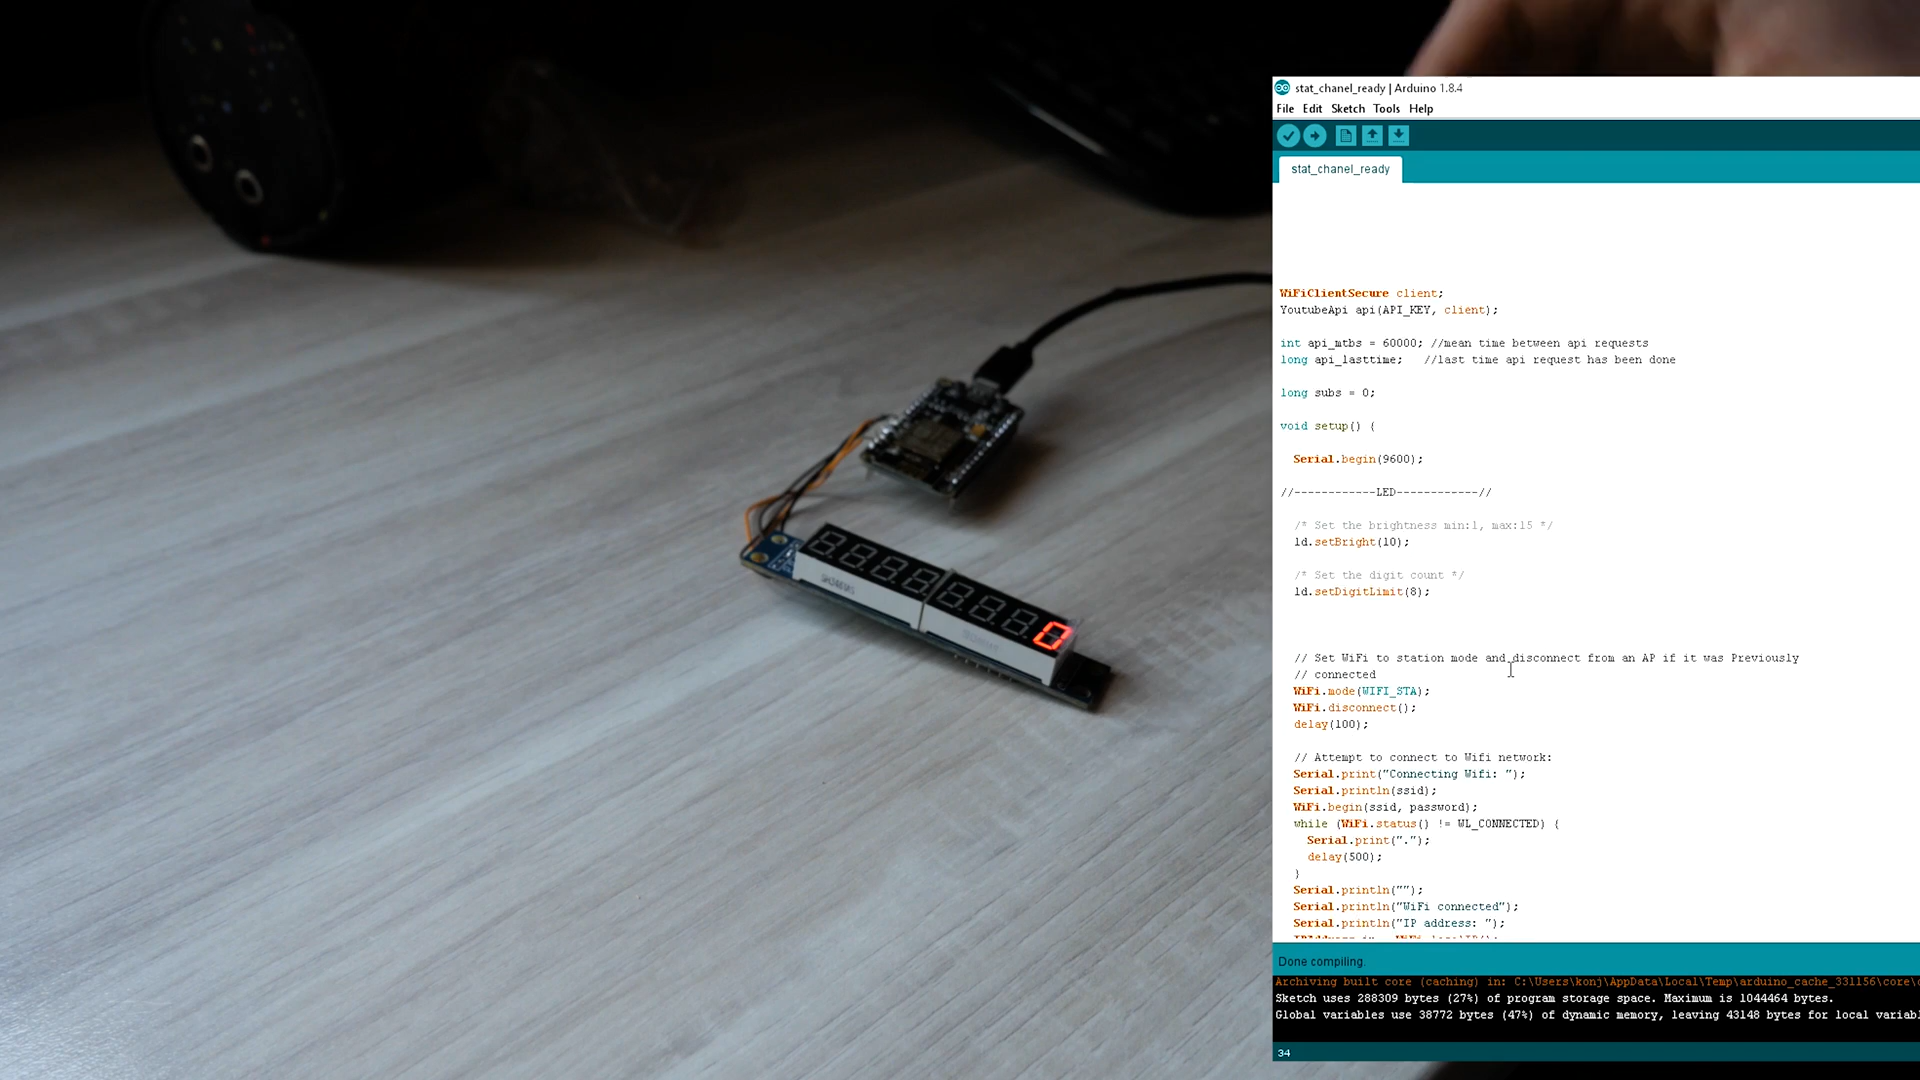 stat_chanel_ready | Arduino 1.8.4
File Edit Sketch Tools Help
stat_chanel_ready
WiFiClientSecure client;
YoutubeApi api(API_KEY, client);
int api_mtbs = 60000; //mean time between api requests
long api_lasttime;   //last time api request has been done
long subs = 0;
void setup() {
Serial.begin(9600);
//------------LED------------//
/* Set the brightness min:1, max:15 */
ld.setBright(10);
/* Set the digit count */
ld.setDigitLimit(8);
// Set WiFi to station mode and disconnect from an AP if it was Previously
// connected
WiFi.mode(WIFI_STA);
WiFi.disconnect();
delay(100);
// Attempt to connect to Wifi network:
Serial.print("Connecting Wifi: ");
Serial.println(ssid);
WiFi.begin(ssid, password);
while (WiFi.status() != WL_CONNECTED) {
Serial.print(".");
delay(500);
}
Serial.println("");
Serial.println("WiFi connected");
Serial.println("IP address: ");
Done compiling.
Archiving built core (caching) in: C:\Users\konj\AppData\Local\Temp\arduino_cache_331156\core\
Sketch uses 288309 bytes (27%) of program storage space. Maximum is 1044464 bytes.
Global variables use 38772 bytes (47%) of dynamic memory, leaving 43148 bytes for local
34
0